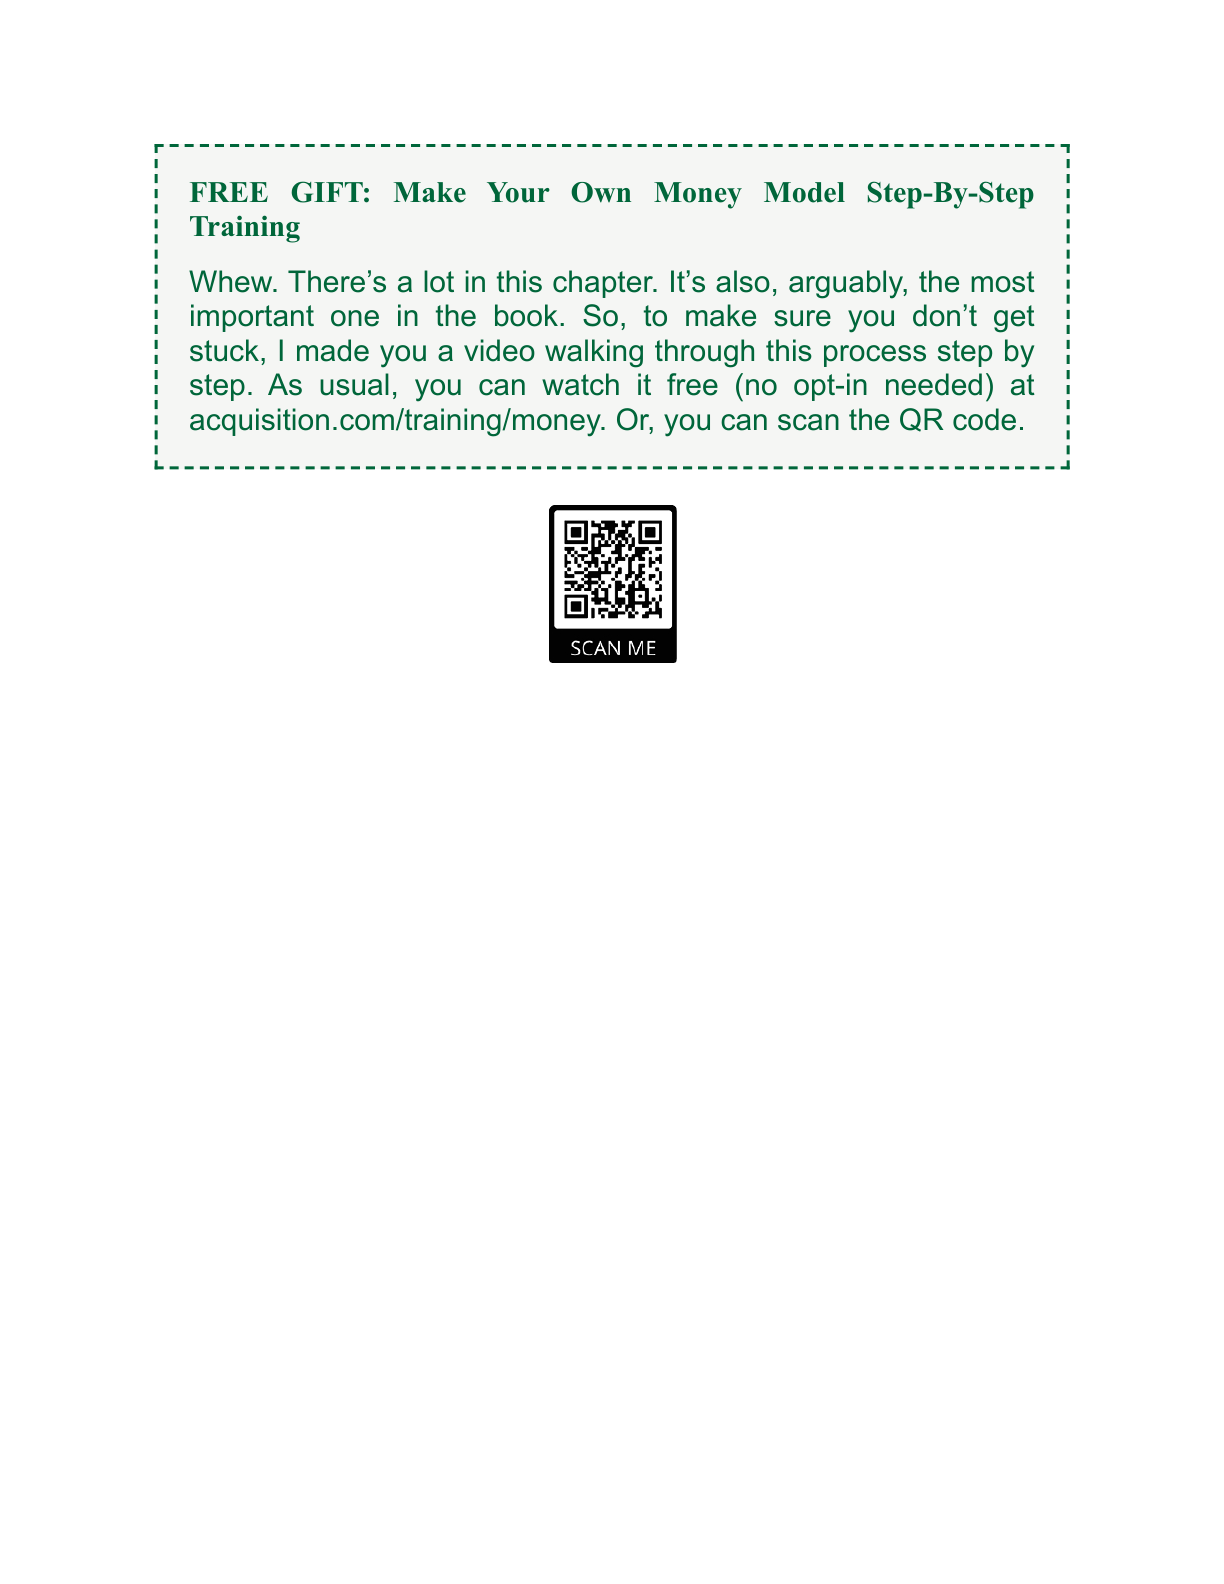 FREE GIFT: Make Your Own Money Model Step-By-Step
Training
Whew. There’s a lot in this chapter. It’s also, arguably, the most
important one in the book. So, to make sure you don’t get
stuck, I made you a video walking through this process step by
step. As usual, you can watch it free (no opt-in needed) at
acquisition.com/training/money. Or, you can scan the QR code.
SCAN ME